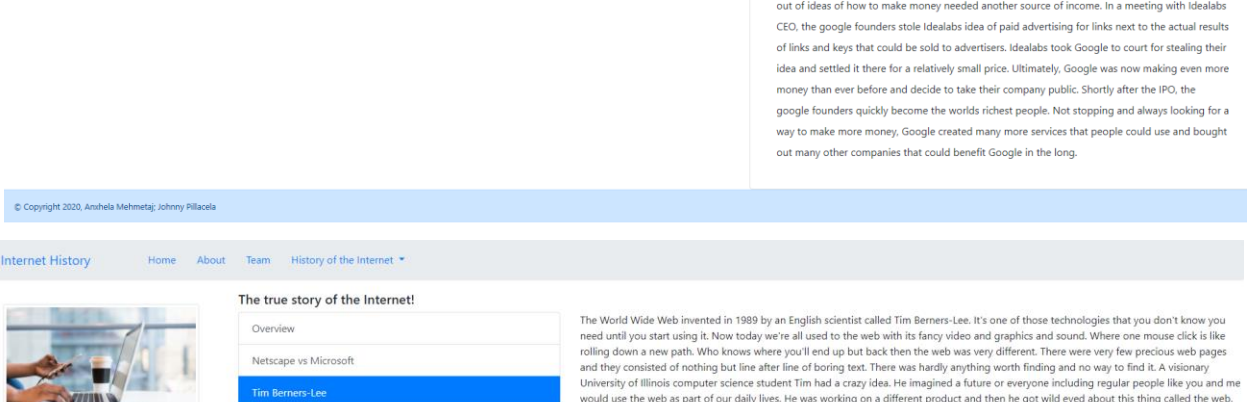 out of ideas of how to make money needed another source of income. In a meeting with Idealabs
CEO, the google founders stole Idealabs idea of paid advertising for links next to the actual results
of links and keys that could be sold to advertisers. Idealabs took Google to court for stealing their
idea and settled it there for a relatively small price. Ultimately, Google was now making even more
money than ever before and decide to take their company public. Shortly after the IPO, the
google founders quickly become the worlds richest people. Not stopping and always looking for a
way to make more money, Google created many more services that people could use and bought
out many other companies that could benefit Google in the long.
© Copyright 2020, Anxhela Mehmetaj; Johnny Pillacela
Internet History Home About Team History of the Internet
The true story of the Internet!
Overview
Netscape vs Microsoft
Tim Berners-Lee
The World Wide Web invented in 1989 by an English scientist called Tim Berners-Lee. It's one of those technologies that you don't know you
need until you start using it. Now today we're all used to the web with its fancy video and graphics and sound. Where one mouse click is like
rolling down a new path. Who knows where you'll end up but back then the web was very different. There were very few precious web pages
and they consisted of nothing but line after line of boring text. There was hardly anything worth finding and no way to find it. A visionary
University of Illinois computer science student Tim had a crazy idea. He imagined a future or everyone including regular people like you and me
would use the web as part of our daily lives. He was working on a different product and then he got wild eyed about this thing called the web.